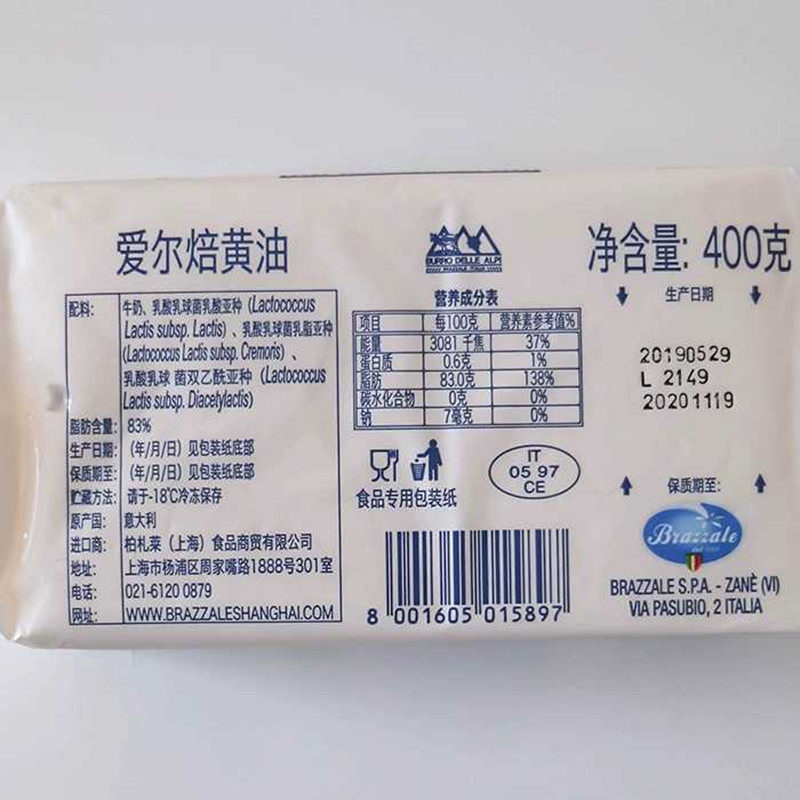 爱尔焙黄油
配料: 牛奶、乳酸乳球菌乳酸亚种 (Lactococcus
Lactis subsp. Lactis)、乳酸乳球菌乳脂亚种
(Lactococcus Lactis subsp. Cremoris)、
乳酸乳球 菌双乙酰亚种 (Lactococcus
Lactis subsp. Diacetylactis)
脂肪含量: 83%
生产日期: (年/月/日) 见包装纸底部
保质期至: (年/月/日) 见包装纸底部
贮藏方法: 请于-18℃冷冻保存
原产国: 意大利
进口商: 柏札莱 (上海) 食品商贸有限公司
地址: 上海市杨浦区周家嘴路1888号301室
电话: 021-6120 0879
网址: WWW.BRAZZALESHANGHAI.COM
BURRO DELLE ALPI
营养成分表
项目 每100克 营养素参考值%
能量 3081 千焦 37%
蛋白质 0.6克 1%
脂肪 83.0克 138%
碳水化合物 0克 0%
钠 7毫克 0%
食品专用包装纸
IT
05 97
CE
8 001605 015897
净含量: 400克
生产日期
20190529
L 2149
20201119
保质期至:
Brazzale
BRAZZALE S.P.A. - ZANÈ (VI)
VIA PASUBIO, 2 ITALIA